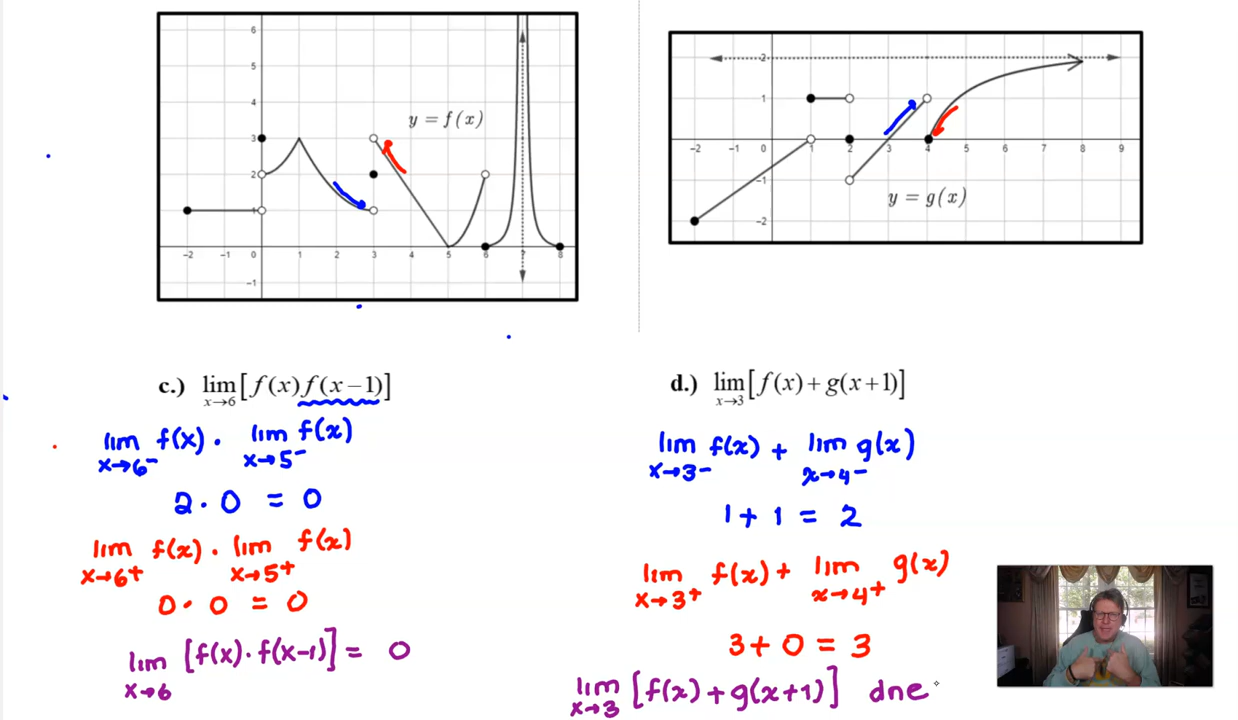 6
5
4
3
2
1
-1
-2 -1 0 1 2 3 4 5 6 7 8
y = f(x)
2
1
-1
-2
-2 -1 0 1 2 3 4 5 6 7 8 9
y = g(x)
c.) lim x→6 [f(x)f(x−1)]
lim x→6⁻ f(x) · lim x→5⁻ f(x)
2 · 0 = 0
lim x→6⁺ f(x) · lim x→5⁺ f(x)
0 · 0 = 0
lim x→6 [f(x)·f(x-1)] = 0
d.) lim x→3 [f(x)+g(x+1)]
lim x→3⁻ f(x) + lim x→4⁻ g(x)
1 + 1 = 2
lim x→3⁺ f(x) + lim x→4⁺ g(x)
3 + 0 = 3
lim x→3 [f(x)+g(x+1)] dne